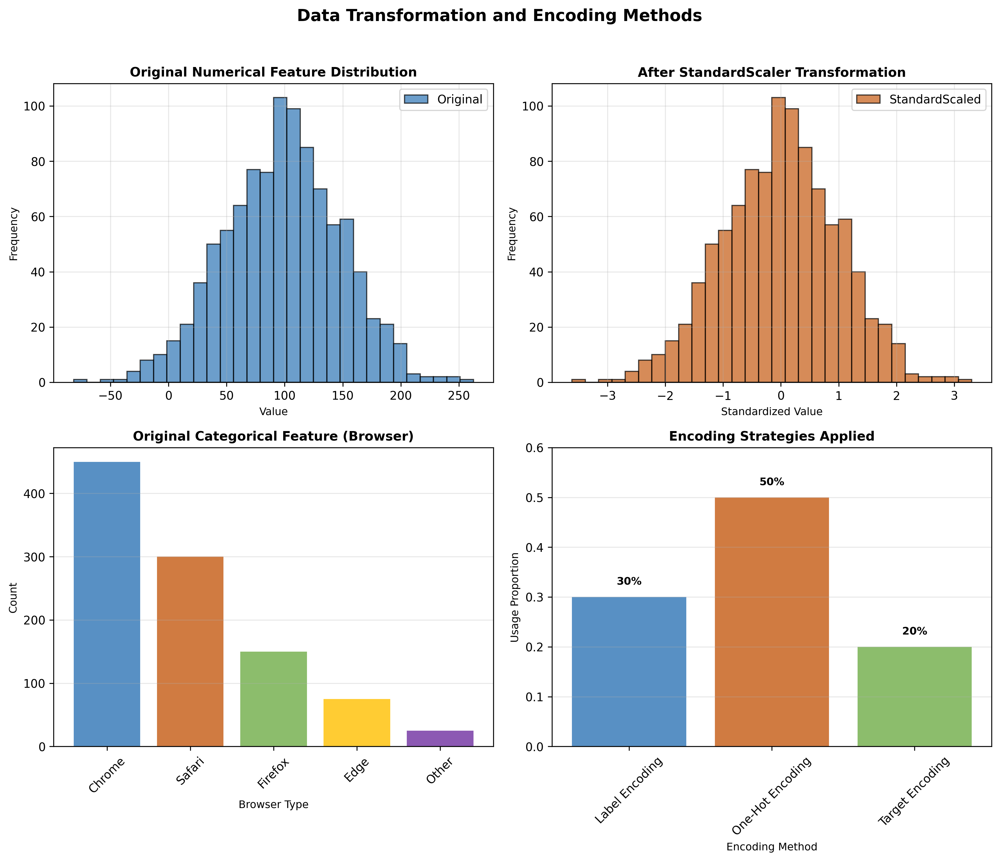 Data Transformation and Encoding Methods
Original Numerical Feature Distribution
Original
Frequency
100
80
60
40
20
0
−50
0
50
100
150
200
250
Value
After StandardScaler Transformation
StandardScaled
Frequency
100
80
60
40
20
0
−3
−2
−1
0
1
2
3
Standardized Value
Original Categorical Feature (Browser)
Count
400
300
200
100
0
Chrome
Safari
Firefox
Edge
Other
Browser Type
Encoding Strategies Applied
Usage Proportion
0.6
0.5
0.4
0.3
0.2
0.1
0.0
30%
50%
20%
Label Encoding
One-Hot Encoding
Target Encoding
Encoding Method